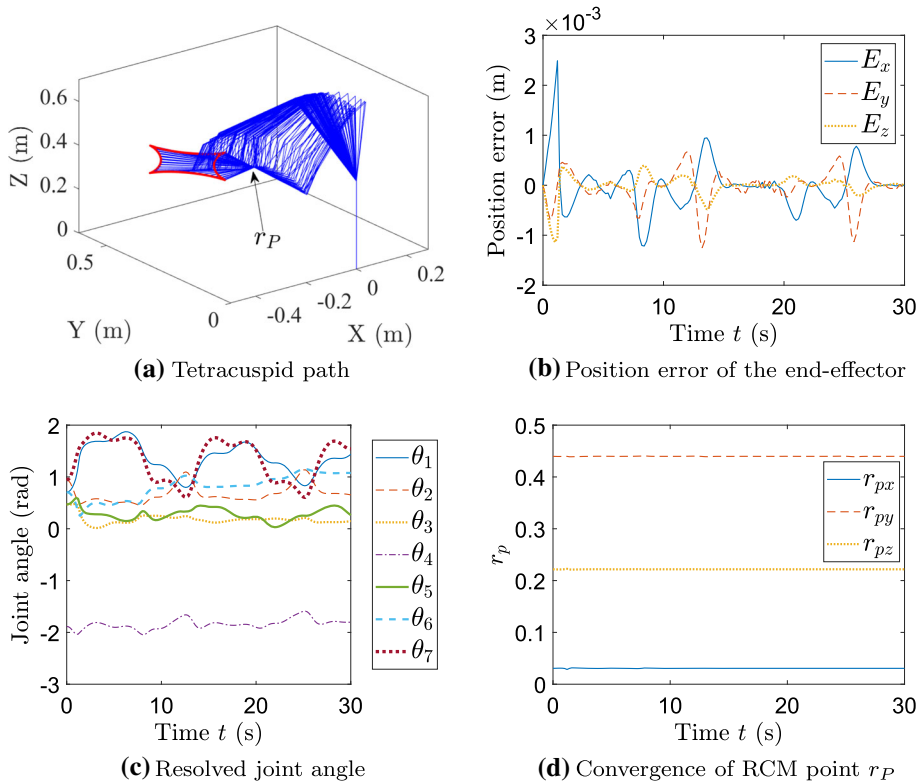 0.6
0.4
0.2
0
Z (m)
0.5
0
Y (m)
-0.4
-0.2
0
0.2
X (m)
r_P
(a) Tetracuspid path
×10^-3
3
2
1
0
-1
-2
Position error (m)
E_x
E_y
E_z
0 10 20 30
Time t (s)
(b) Position error of the end-effector
2
1
0
-1
-2
-3
Joint angle (rad)
0 10 20 30
Time t (s)
θ_1
θ_2
θ_3
θ_4
θ_5
θ_6
θ_7
(c) Resolved joint angle
0.5
0.4
0.3
0.2
0.1
0
r_p
r_px
r_py
r_pz
0 10 20 30
Time t (s)
(d) Convergence of RCM point r_P